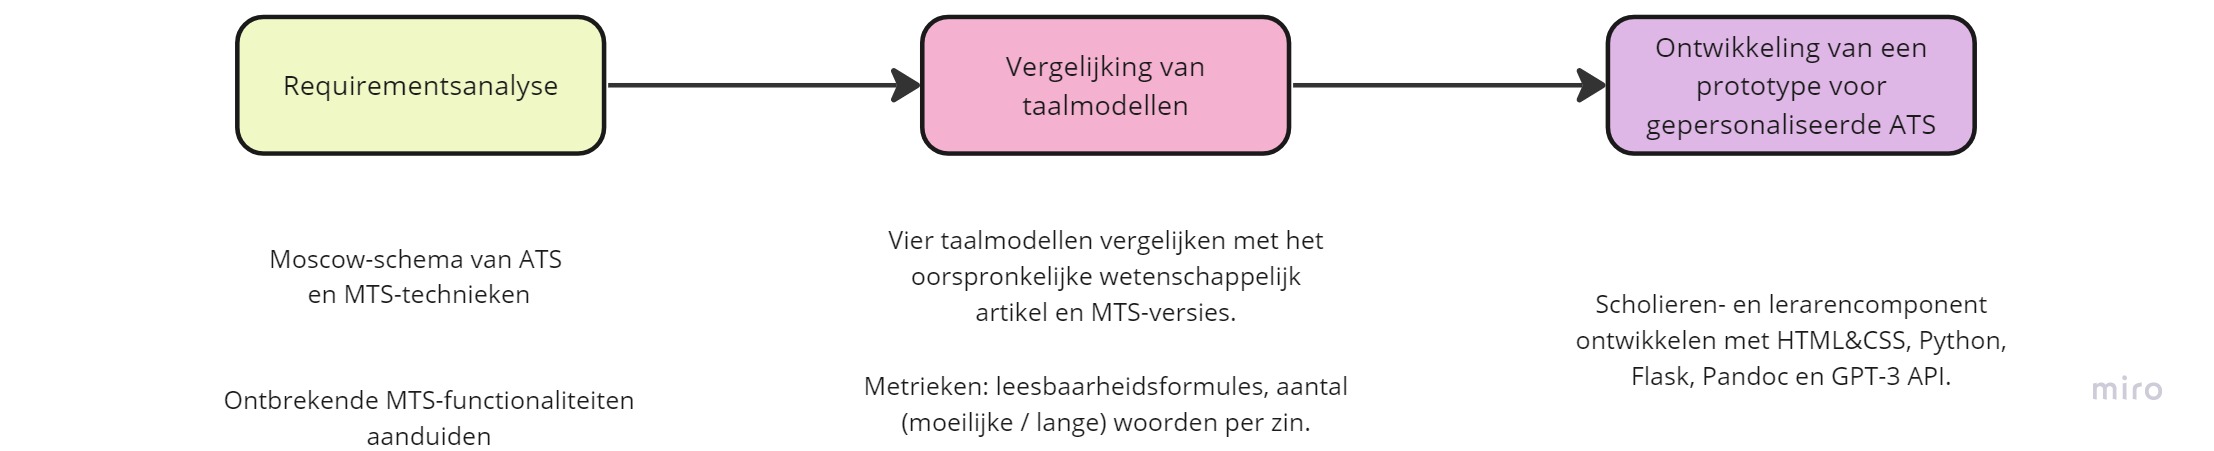 Requirementsanalyse
Vergelijking van
taalmodellen
Ontwikkeling van een
prototype voor
gepersonaliseerde ATS
Moscow-schema van ATS
en MTS-technieken
Ontbrekende MTS-functionaliteiten
aanduiden
Vier taalmodellen vergelijken met het
oorspronkelijke wetenschappelijk
artikel en MTS-versies.
Metrieken: leesbaarheidsformules, aantal
(moeilijke / lange) woorden per zin.
Scholieren- en lerarencomponent
ontwikkelen met HTML&CSS, Python,
Flask, Pandoc en GPT-3 API.
miro